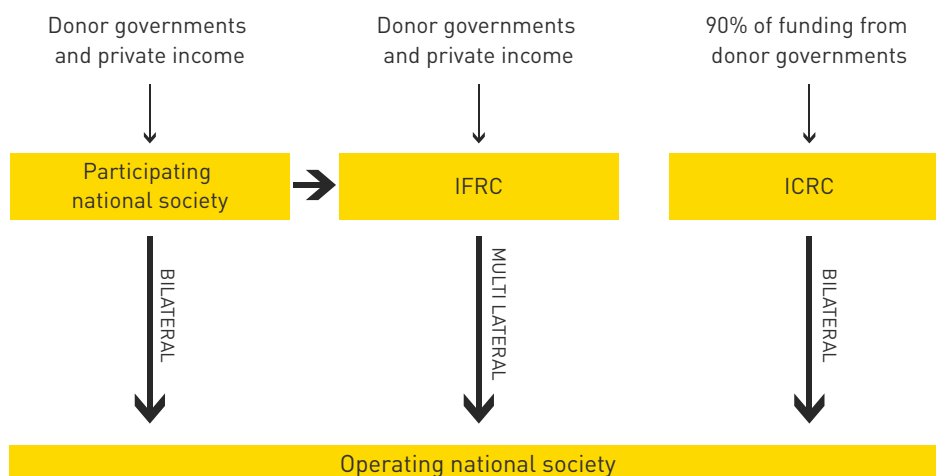 Donor governments
and private income
Donor governments
and private income
90% of funding from
donor governments
Participating
national society
IFRC
ICRC
BILATERAL
MULTI LATERAL
BILATERAL
Operating national society